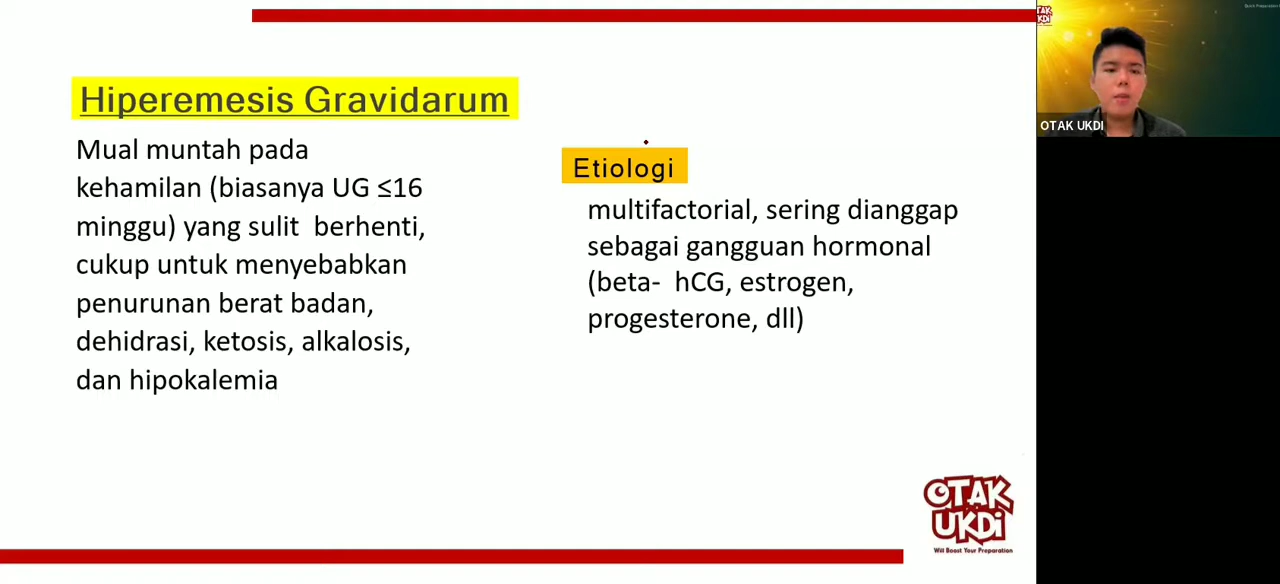 Hiperemesis Gravidarum
Mual muntah pada
kehamilan (biasanya UG ≤16
minggu) yang sulit  berhenti,
cukup untuk menyebabkan
penurunan berat badan,
dehidrasi, ketosis, alkalosis,
dan hipokalemia
Etiologi
multifactorial, sering dianggap
sebagai gangguan hormonal
(beta-  hCG, estrogen,
progesterone, dll)
OTAK UKDI
OTAK
UKDi
Will Boost Your Preparation